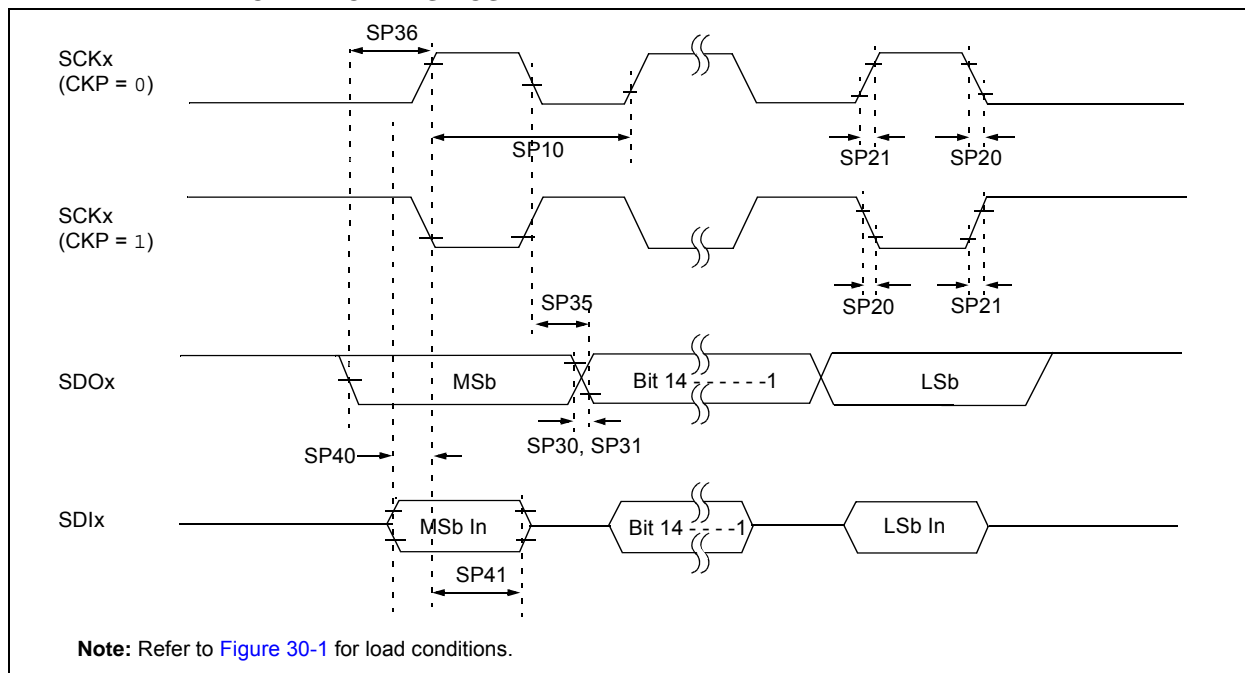 SP36
SCKx
(CKP = 0)
SP10
SP21
SP20
SCKx
(CKP = 1)
SP35
SP20
SP21
SDOx
MSb
Bit 14 - - - - - -1
LSb
SP30, SP31
SP40
SDIx
MSb In
Bit 14 - - - -1
LSb In
SP41
Note: Refer to Figure 30-1 for load conditions.